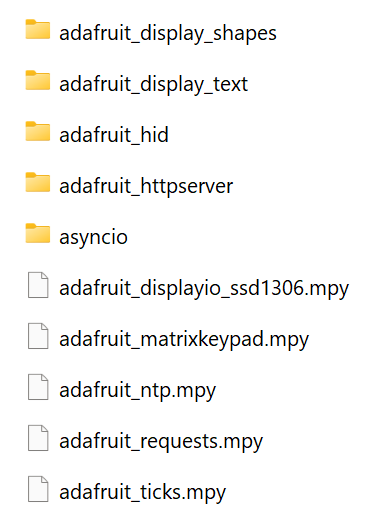 adafruit_display_shapes
adafruit_display_text
adafruit_hid
adafruit_httpserver
asyncio
adafruit_displayio_ssd1306.mpy
adafruit_matrixkeypad.mpy
adafruit_ntp.mpy
adafruit_requests.mpy
adafruit_ticks.mpy